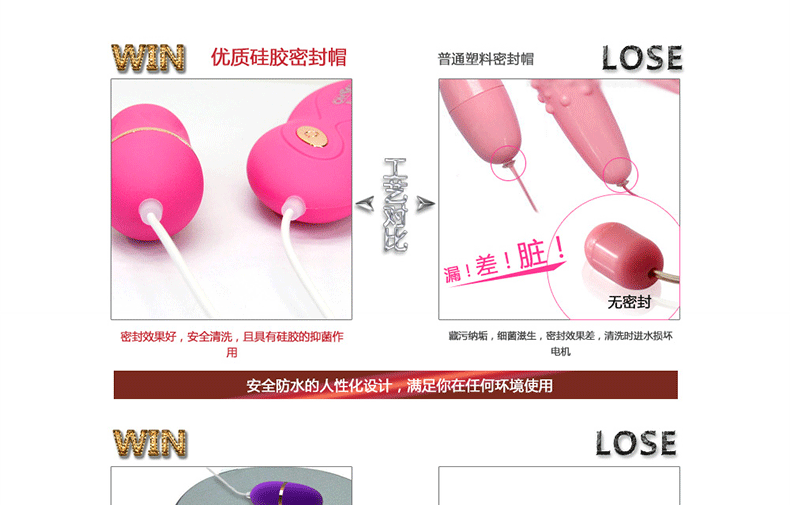 WIN 优质硅胶密封帽
普通塑料密封帽 LOSE
工艺对比
漏！差！脏！
无密封
密封效果好，安全清洗，且具有硅胶的抑菌作
用
藏污纳垢，细菌滋生，密封效果差，清洗时进水损坏
电机
安全防水的人性化设计，满足你在任何环境使用
WIN
LOSE